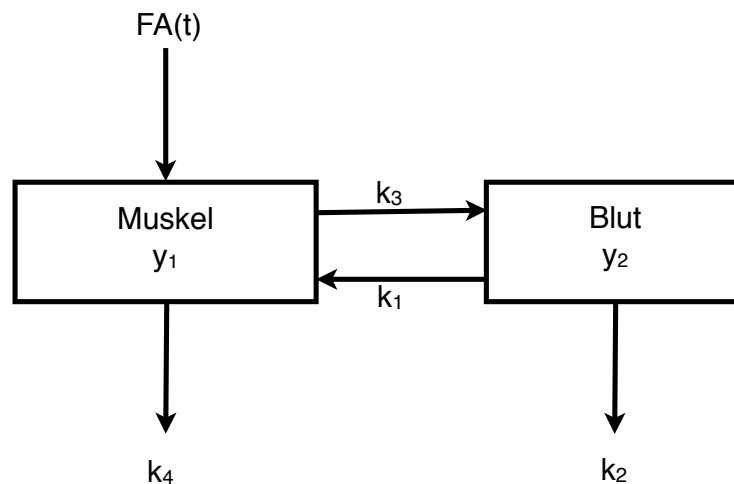 FA(t)
k₃
Muskel
y₁
Blut
y₂
k₁
k₄
k₂